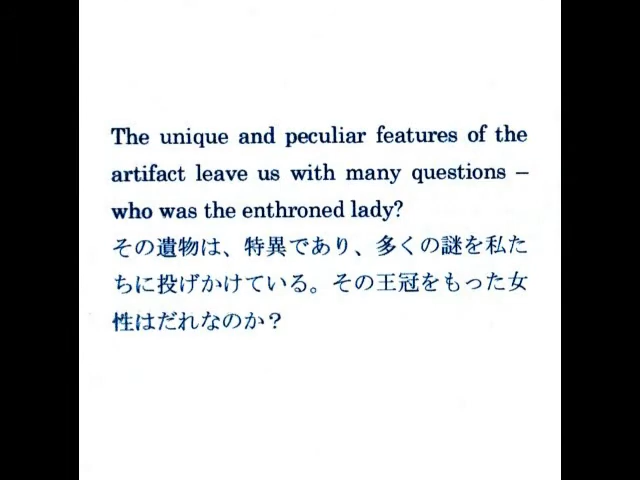 The unique and peculiar features of the
artifact leave us with many questions –
who was the enthroned lady?
その遺物は、特異であり、多くの謎を私た
ちに投げかけている。その王冠をもった女
性はだれなのか？